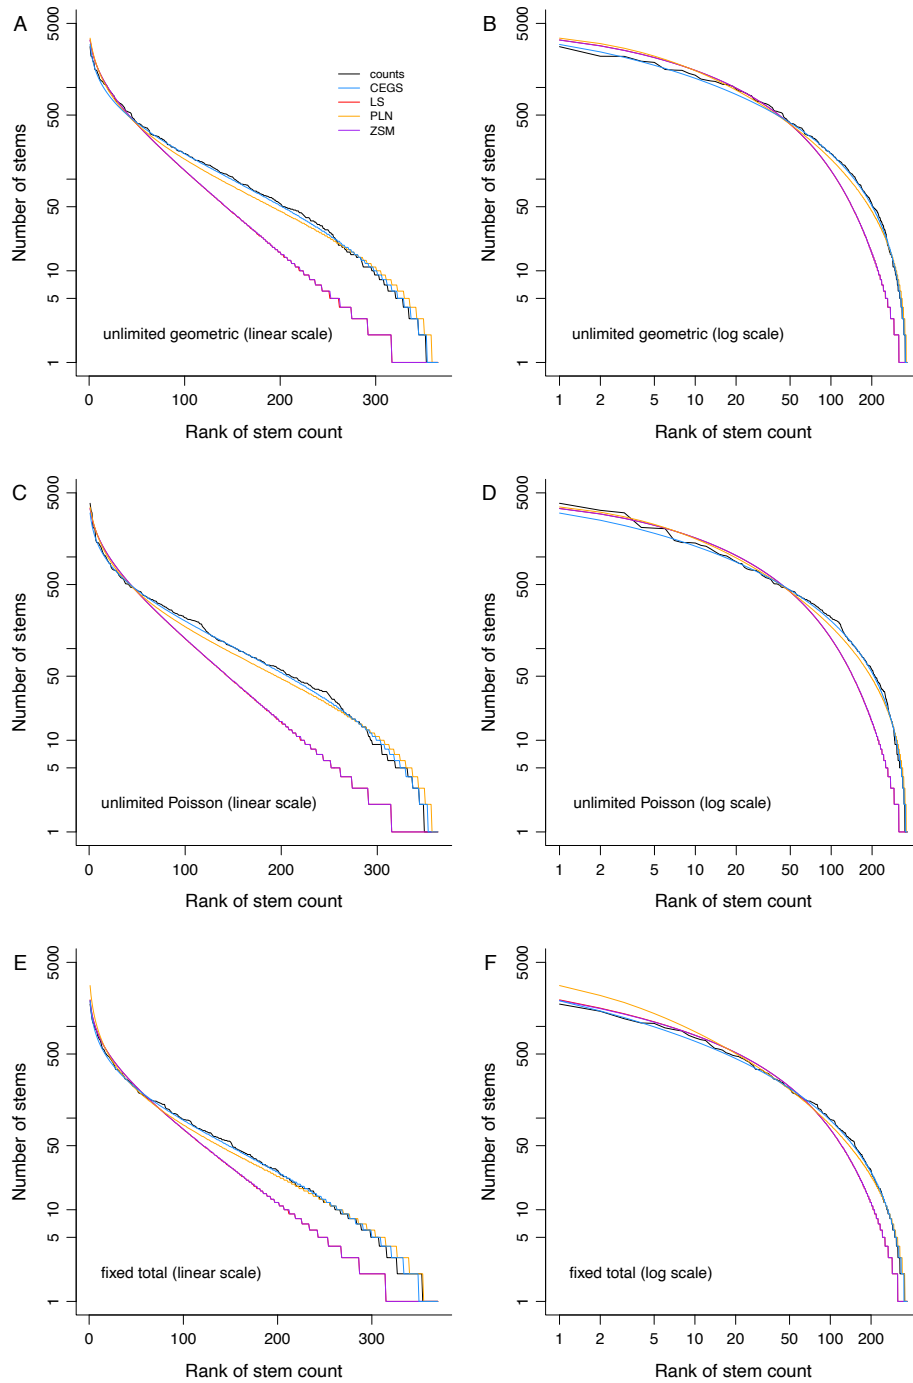 A
Number of stems
5000
500
50
10
5
1
counts
CEGS
LS
PLN
ZSM
unlimited geometric (linear scale)
0 100 200 300
Rank of stem count
B
Number of stems
5000
500
50
10
5
1
unlimited geometric (log scale)
1 2 5 10 20 50 100 200
Rank of stem count
C
Number of stems
5000
500
50
10
5
1
unlimited Poisson (linear scale)
0 100 200 300
Rank of stem count
D
Number of stems
5000
500
50
10
5
1
unlimited Poisson (log scale)
1 2 5 10 20 50 100 200
Rank of stem count
E
Number of stems
5000
500
50
10
5
1
fixed total (linear scale)
0 100 200 300
Rank of stem count
F
Number of stems
5000
500
50
10
5
1
fixed total (log scale)
1 2 5 10 20 50 100 200
Rank of stem count